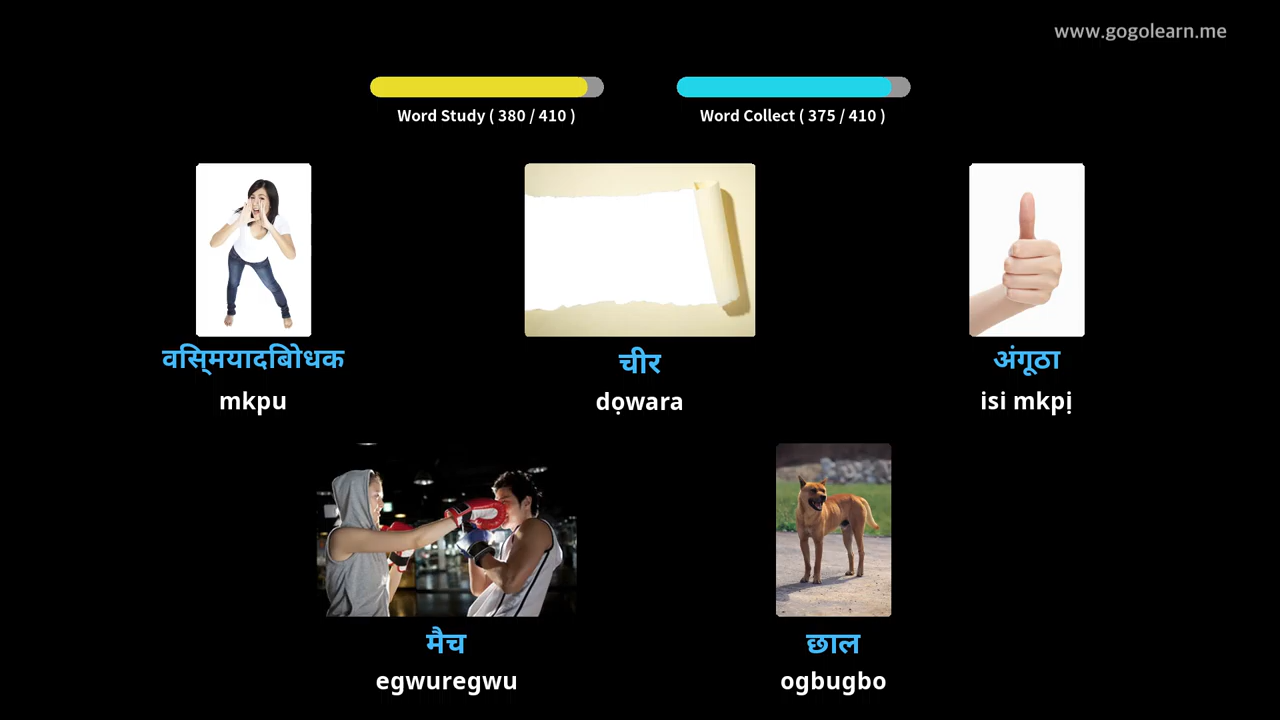 www.gogolearn.me
Word Study ( 380 / 410 )
Word Collect ( 375 / 410 )
वसि्मयादबिोधक
mkpu
चीर
dọwara
अंगूठा
isi mkpị
मैच
egwuregwu
छाल
ogbugbo